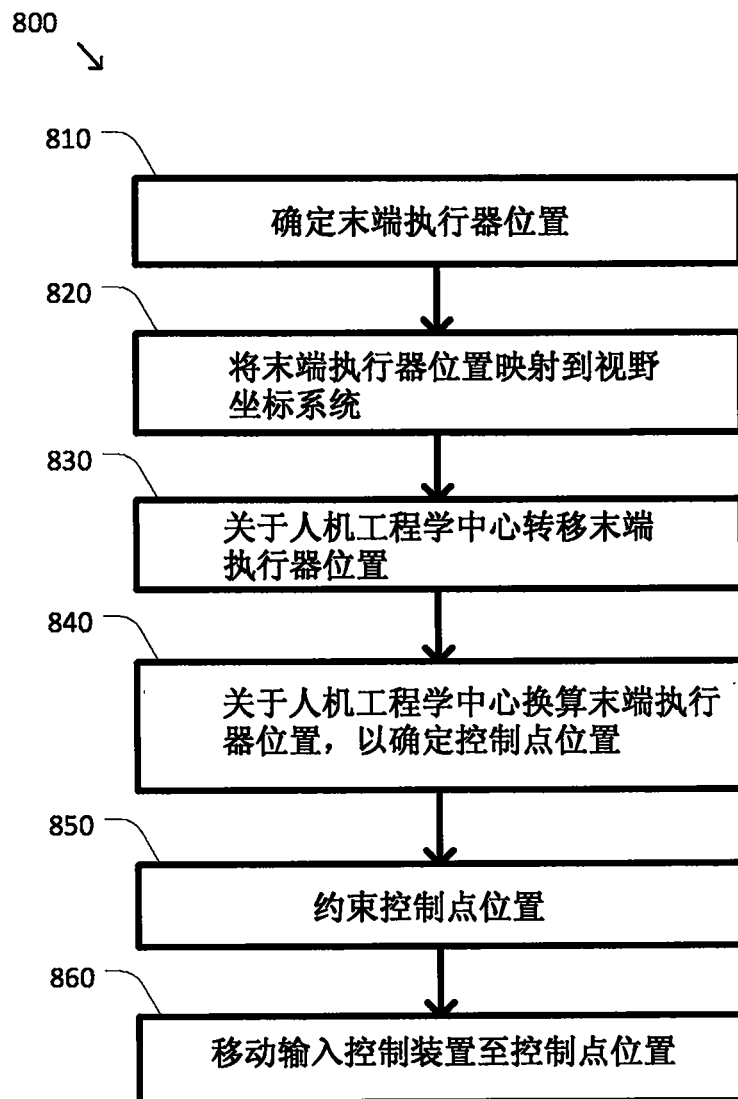 800
810
确定末端执行器位置
820
将末端执行器位置映射到视野
坐标系统
830
关于人机工程学中心转移末端
执行器位置
840
关于人机工程学中心换算末端执行
器位置，以确定控制点位置
850
约束控制点位置
860
移动输入控制装置至控制点位置